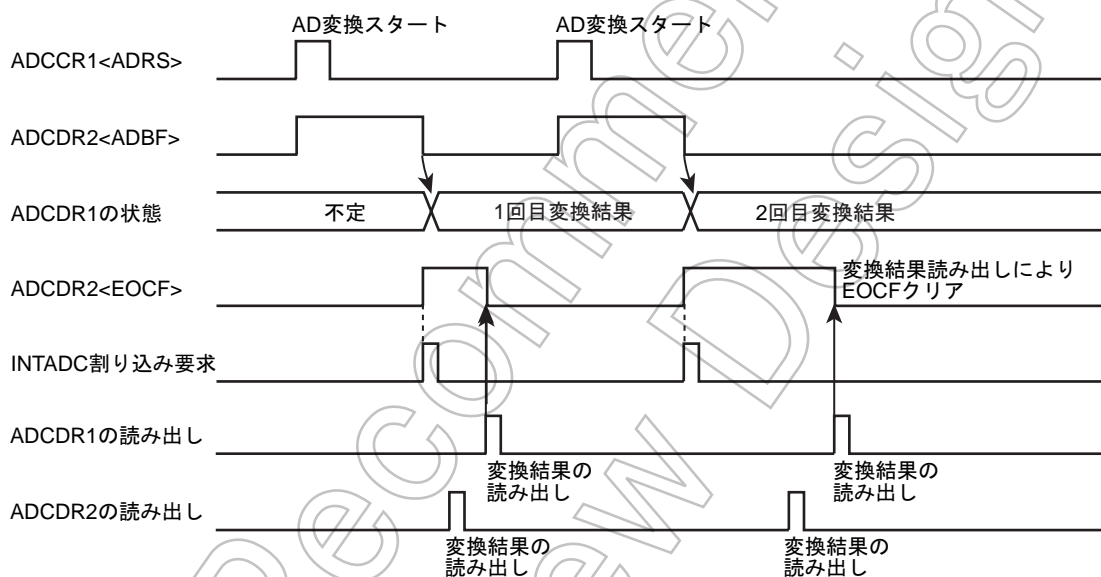 AD変換スタート
AD変換スタート
ADCCR1<ADRS>
ADCDR2<ADBF>
ADCDR1の状態
不定
1回目変換結果
2回目変換結果
ADCDR2<EOCF>
変換結果読み出しにより
EOCFクリア
INTADC割り込み要求
ADCDR1の読み出し
変換結果の
読み出し
変換結果の
読み出し
ADCDR2の読み出し
変換結果の
読み出し
変換結果の
読み出し